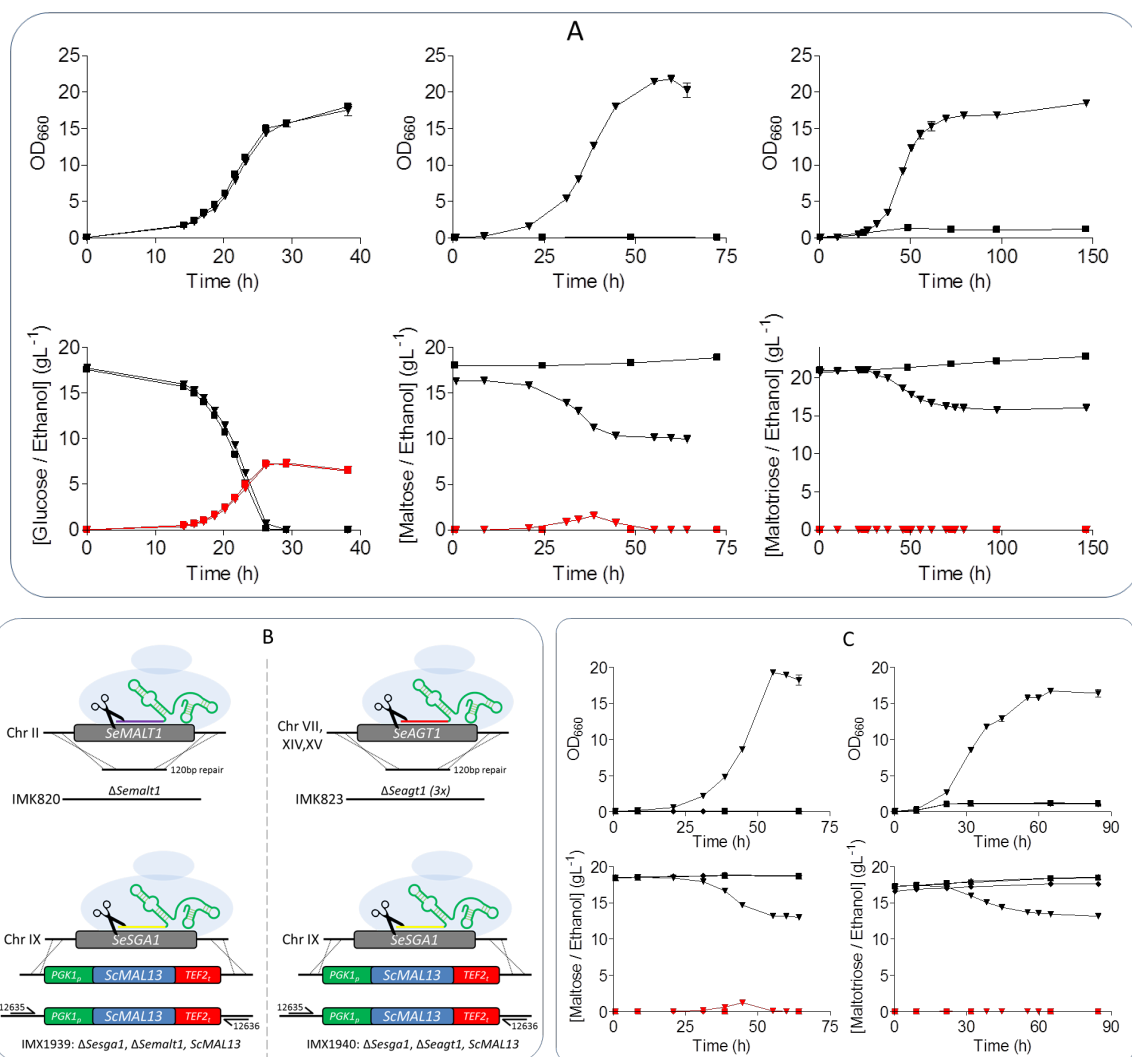 A
OD660
25
20
15
10
5
0
0 10 20 30 40
Time (h)
OD660
25
20
15
10
5
0
0 25 50 75
Time (h)
OD660
25
20
15
10
5
0
0 50 100 150
Time (h)
[Glucose / Ethanol] (gL-1)
20
15
10
5
0
0 10 20 30 40
Time (h)
[Maltose / Ethanol] (gL-1)
20
15
10
5
0
0 25 50 75
Time (h)
[Maltotriose / Ethanol] (gL-1)
20
15
10
5
0
0 50 100 150
Time (h)
B
Chr II
SeMALT1
120bp repair
ΔSemalt1
IMK820
Chr VII,
XIV,XV
SeAGT1
120bp repair
ΔSeagt1 (3x)
IMK823
Chr IX
SeSGA1
PGK1p ScMAL13 TEF2t
12635
PGK1p ScMAL13 TEF2t
12636
IMX1939: ΔSesga1, ΔSemalt1, ScMAL13
Chr IX
SeSGA1
PGK1p ScMAL13 TEF2t
12635
PGK1p ScMAL13 TEF2t
12636
IMX1940: ΔSesga1, ΔSeagt1, ScMAL13
C
OD660
20
15
10
5
0
0 25 50 75
Time (h)
OD660
20
15
10
5
0
0 30 60 90
Time (h)
[Maltose / Ethanol] (gL-1)
20
15
10
5
0
0 25 50 75
Time (h)
[Maltotriose / Ethanol] (gL-1)
20
15
10
5
0
0 30 60 90
Time (h)